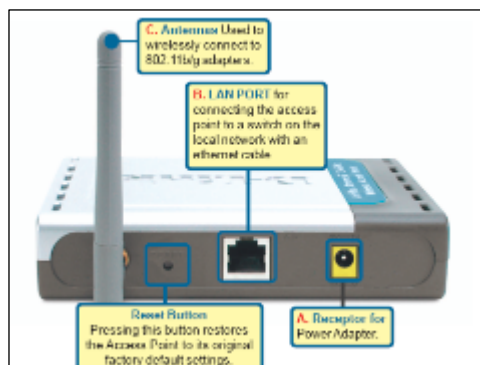 C. Antennas Used to
wirelessly connect to
802.11b/g adapters.
B. LAN PORT for
connecting the access
point to a switch on the
local network with an
ethernet cable
Reset Button
Pressing this button restores
the Access Point to its original
factory default settings.
A. Receptor for
Power Adapter.